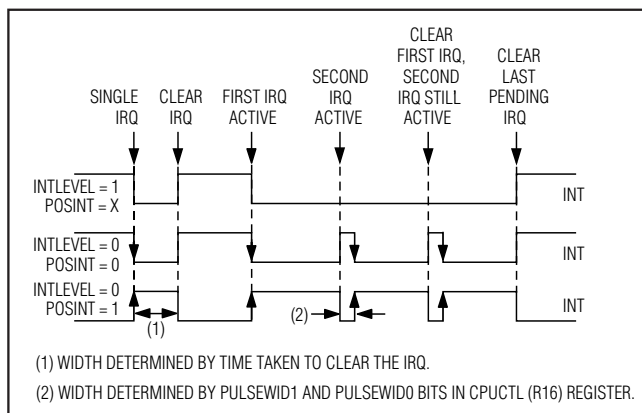 SINGLE
IRQ
CLEAR
IRQ
FIRST IRQ
ACTIVE
SECOND
IRQ
ACTIVE
CLEAR
FIRST IRQ,
SECOND
IRQ STILL
ACTIVE
CLEAR
LAST
PENDING
IRQ
INTLEVEL = 1
POSINT = X
INT
INTLEVEL = 0
POSINT = 0
INT
INTLEVEL = 0
POSINT = 1
INT
(1)
(2)
(1) WIDTH DETERMINED BY TIME TAKEN TO CLEAR THE IRQ.
(2) WIDTH DETERMINED BY PULSEWID1 AND PULSEWID0 BITS IN CPUCTL (R16) REGISTER.